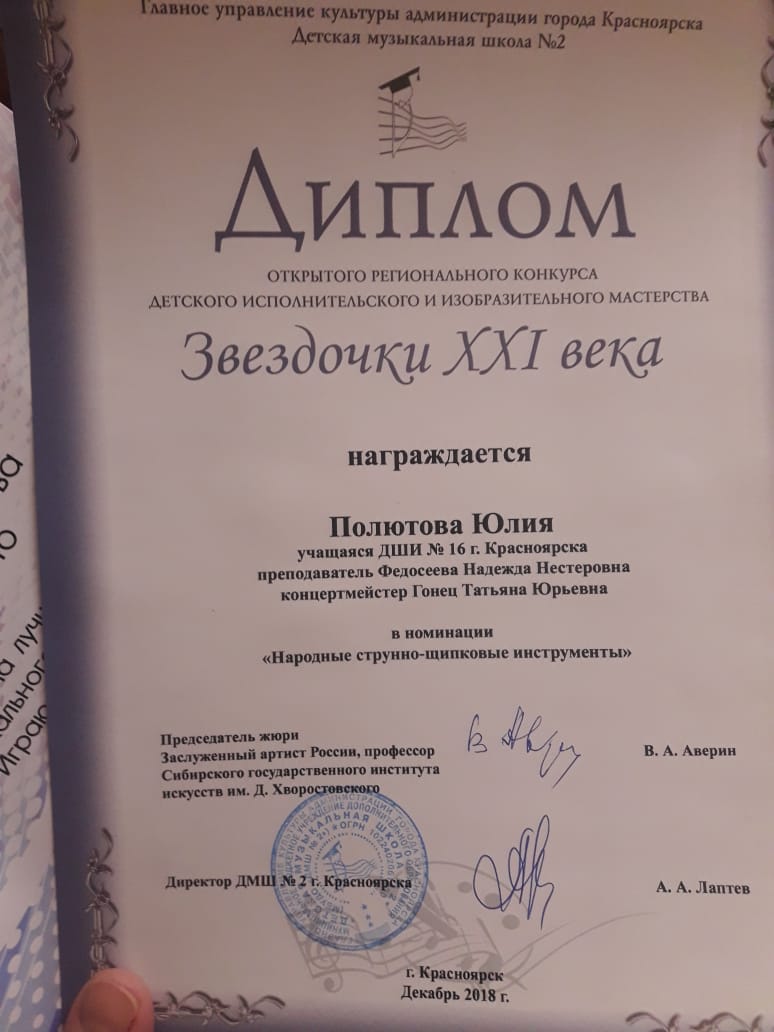 Главное управление культуры администрации города Красноярска
Детская музыкальная школа №2
Диплом
ОТКРЫТОГО РЕГИОНАЛЬНОГО КОНКУРСА
ДЕТСКОГО ИСПОЛНИТЕЛЬСКОГО И ИЗОБРАЗИТЕЛЬНОГО МАСТЕРСТВА
Звездочки XXI века
награждается
Полютова Юлия
учащаяся ДШИ № 16 г. Красноярска
преподаватель Федосеева Надежда Нестеровна
концертмейстер Гонец Татьяна Юрьевна
в номинации
«Народные струнно-щипковые инструменты»
Председатель жюри
Заслуженный артист России, профессор
Сибирского государственного института
искусств им. Д. Хворостовского
В. А. Аверин
Директор ДМШ № 2 г. Красноярска
А. А. Лаптев
МУЗЫКАЛЬНАЯ ШКОЛА
г. Красноярск
Декабрь 2018 г.